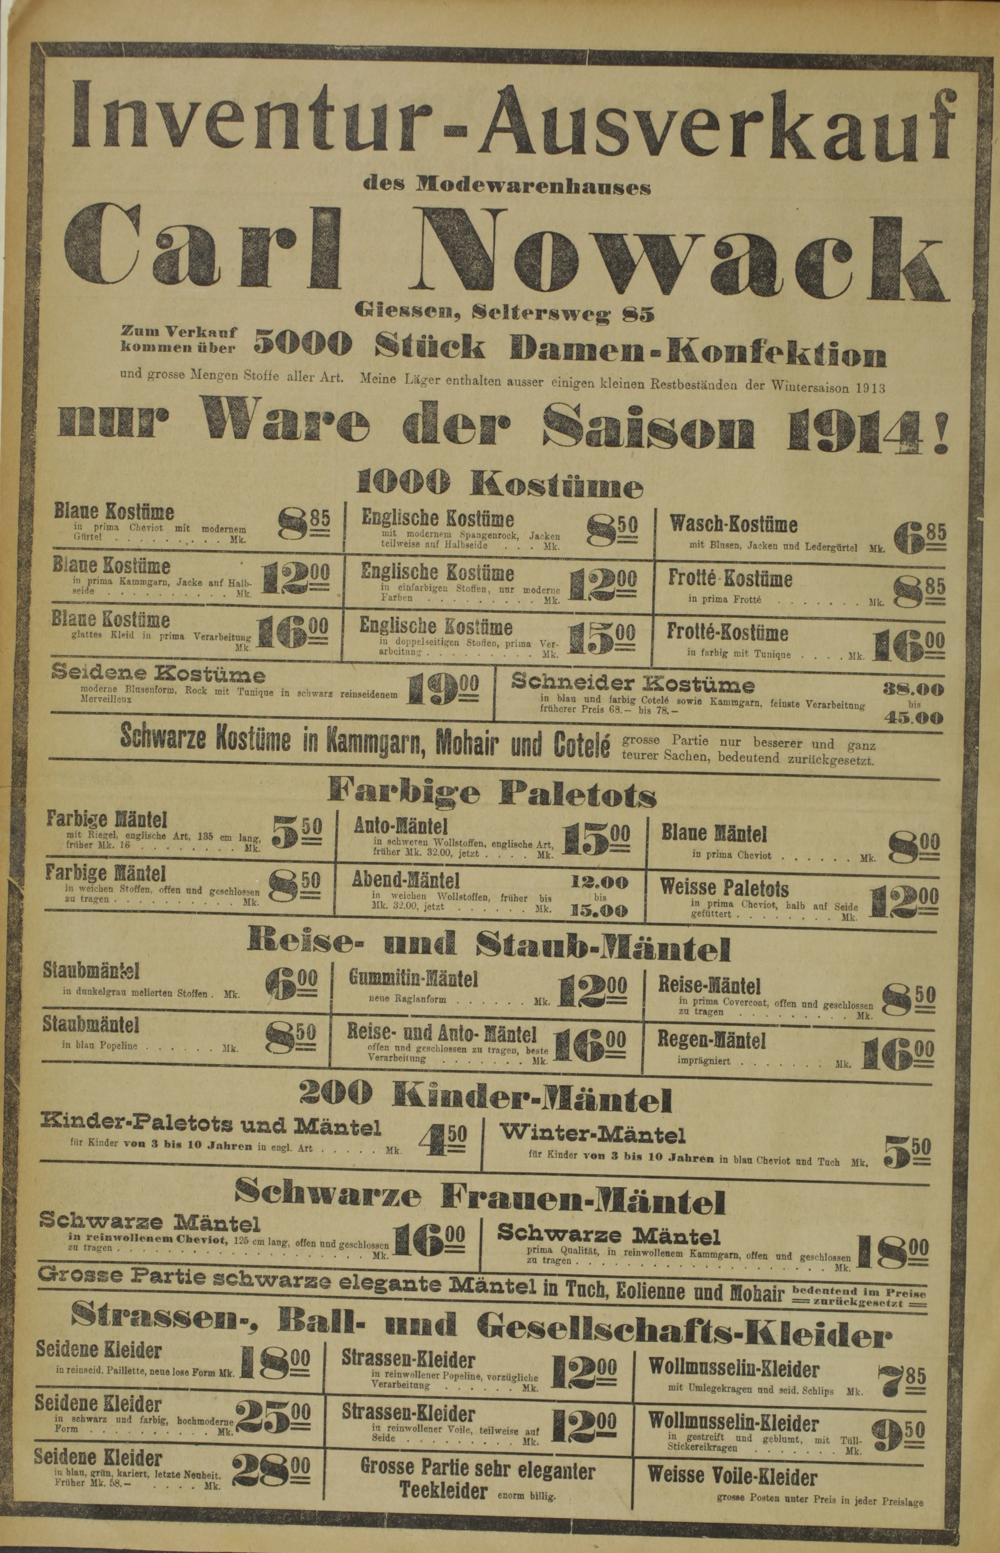 Inventur-Ausverkauf
des Modewarenhauses
Carl Nowack
Giessen, Seltersweg 85
Zum Verkauf kommen über 5000 Stück Damen-Konfektion
und grosse Mengen Stoffe aller Art. Meine Läger enthalten ausser einigen kleinen Restbeständen der Wintersaison 1913
nur Ware der Saison 1914!
1000 Kostüme
Blaue Kostüme
in prima Cheviot mit modernem
Gürtel . . . . . . . . . Mk. 8 85
Englische Kostüme
mit modernem Spangenrock, Jacken
teilweise auf Halbseide . . . Mk. 8 50
Wasch-Kostüme
mit Blusen, Jacken und Ledergürtel Mk. 6 85
Blaue Kostüme
in prima Kammgarn, Jacke auf Halb-
seide . . . . . . . . . . Mk. 12 00
Englische Kostüme
in einfarbigen Stoffen, nur moderne
Farben . . . . . . . . . Mk. 12 00
Frotté-Kostüme
in prima Frotté . . . . . . . Mk. 8 85
Blaue Kostüme
glattes Kleid in prima Verarbeitung
Mk. 16 00
Englische Kostüme
in doppelseitigen Stoffen, prima Ver-
arbeitung . . . . . . . . . Mk. 15 00
Frotté-Kostüme
in farbig mit Tunique . . . . Mk. 16 00
Seidene Kostüme
moderne Blusenform, Rock mit Tunique in schwarz reinseidenem
Merveilleux 19 00
Schneider Kostüme
in blau und farbig Cotelé sowie Kammgarn, feinste Verarbeitung
früherer Preis 68.— bis 78.—
38.00
bis
45.00
Schwarze Kostüme in Kammgarn, Mohair und Cotelé grosse Partie nur besserer und ganz
teurer Sachen, bedeutend zurückgesetzt.
Farbige Paletots
Farbige Mäntel
mit Riegel, englische Art, 135 cm lang,
früher Mk. 16 . . . . . . . . Mk. 5 50
Auto-Mäntel
in schweren Wollstoffen, englische Art,
früher Mk. 32.00, jetzt . . . . Mk. 15 00
Blaue Mäntel
in prima Cheviot . . . . . . Mk. 8 00
Farbige Mäntel
in weichen Stoffen, offen und geschlossen
zu tragen . . . . . . . . . . Mk. 8 50
Abend-Mäntel
in weichen Wollstoffen, früher bis
Mk. 32.00, jetzt . . . . . . Mk.
12.00
bis
15.00
Weisse Paletots
in prima Cheviot, halb auf Seide
gefüttert . . . . . . . . Mk. 12 00
Reise- und Staub-Mäntel
Staubmäntel
in dunkelgrau melierten Stoffen . Mk. 6 00
Gummitin-Mäntel
neue Raglanform . . . . . . Mk. 12 00
Reise-Mäntel
in prima Covercoat, offen und geschlossen
zu tragen . . . . . . . . . . Mk. 8 50
Staubmäntel
in blau Popeline . . . . . . Mk. 8 50
Reise- und Auto-Mäntel
offen und geschlossen zu tragen, beste
Verarbeitung . . . . . . . Mk. 16 00
Regen-Mäntel
imprägniert . . . . . . . . Mk. 16 00
200 Kinder-Mäntel
Kinder-Paletots und Mäntel
für Kinder von 3 bis 10 Jahren in engl. Art . . . . . Mk. 4 50
Winter-Mäntel
für Kinder von 3 bis 10 Jahren in blau Cheviot und Tuch Mk. 5 50
Schwarze Frauen-Mäntel
Schwarze Mäntel
in reinwollenem Cheviot, 125 cm lang, offen und geschlossen
zu tragen . . . . . . . . . . Mk. 16 00
Schwarze Mäntel
prima Qualität, in reinwollenem Kammgarn, offen und geschlossen
zu tragen . . . . . . . . . . Mk. 18 00
Grosse Partie schwarze elegante Mäntel in Tuch, Eolienne und Mohair bedeutend im Preise
zurückgesetzt
Strassen-, Ball- und Gesellschafts-Kleider
Seidene Kleider
in reinseid. Paillette, neue lose Form Mk. 18 00
Strassen-Kleider
in reinwollener Popeline, vorzügliche
Verarbeitung . . . . . . Mk. 12 00
Wollmusselin-Kleider
mit Umlegekragen und seid. Schlips Mk. 7 85
Seidene Kleider
in schwarz und farbig, hochmoderne
Form . . . . . . . . . . Mk. 25 00
Strassen-Kleider
in reinwollener Voile, teilweise auf
Seide . . . . . . . . . . Mk. 12 00
Wollmusselin-Kleider
in gestreift und geblumt, mit Tüll-
Stickereikragen . . . . . . Mk. 9 50
Seidene Kleider
in blau, grün, kariert, letzte Neuheit.
Früher Mk. 58.— . . . . Mk. 28 00
Grosse Partie sehr eleganter
Teekleider enorm billig.
Weisse Voile-Kleider
grosse Posten unter Preis in jeder Preislage